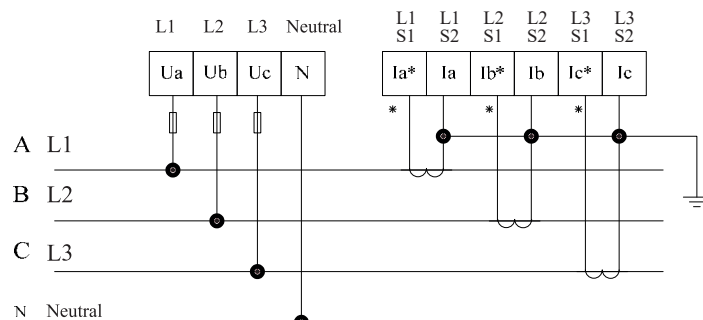 L1 L2 L3 Neutral L1 L1 L2 L2 L3 L3
S1 S2 S1 S2 S1 S2
Ua Ub Uc N Ia* Ia Ib* Ib Ic* Ic
* * *
A L1
B L2
C L3
N Neutral